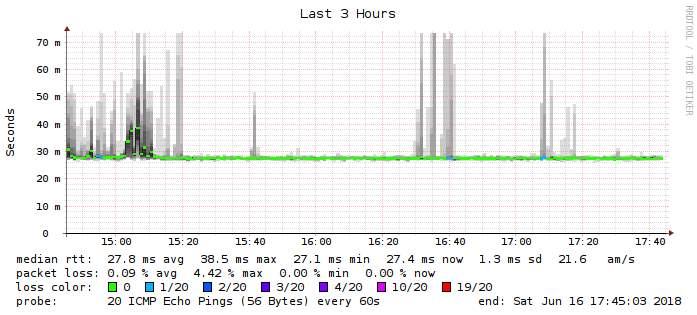 Last 3 Hours
RRDTOOL / TOBI OETIKER
Seconds
70 m
60 m
50 m
40 m
30 m
20 m
10 m
0
15:00 15:20 15:40 16:00 16:20 16:40 17:00 17:20 17:40
median rtt: 27.8 ms avg 38.5 ms max 27.1 ms min 27.4 ms now 1.3 ms sd 21.6 am/s
packet loss: 0.09 % avg 4.42 % max 0.00 % min 0.00 % now
loss color: 0 1/20 2/20 3/20 4/20 10/20 19/20
probe: 20 ICMP Echo Pings (56 Bytes) every 60s end: Sat Jun 16 17:45:03 2018